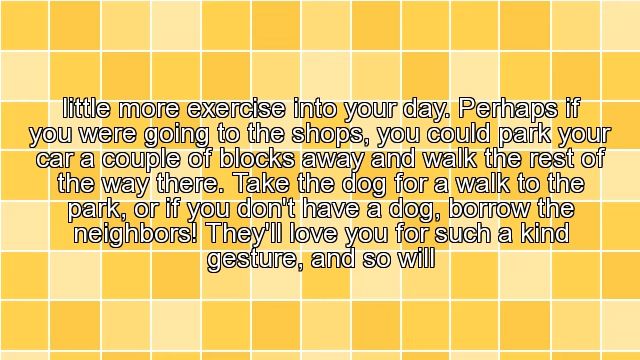 little more exercise into your day. Perhaps if
you were going to the shops, you could park your
car a couple of blocks away and walk the rest of
the way there. Take the dog for a walk to the
park, or if you don't have a dog, borrow the
neighbors! They'll love you for such a kind
gesture, and so will